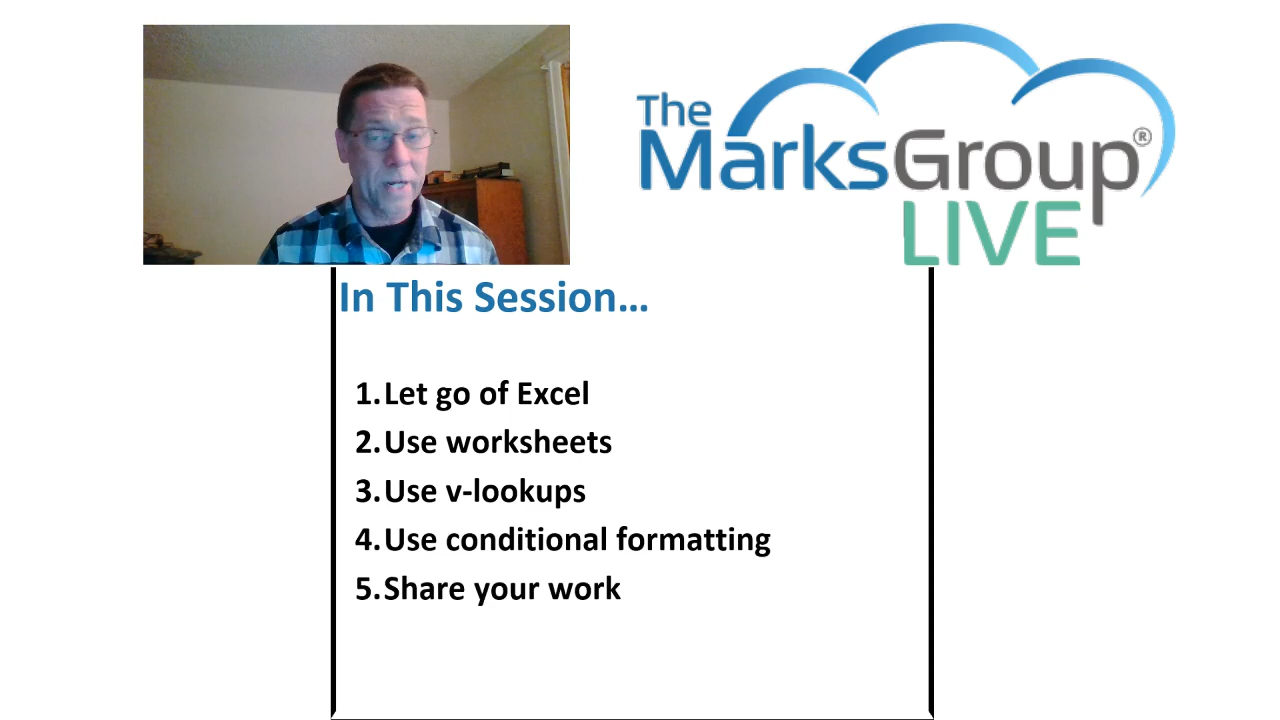 The
MarksGroup®
LIVE
In This Session...
1. Let go of Excel
2. Use worksheets
3. Use v-lookups
4. Use conditional formatting
5. Share your work